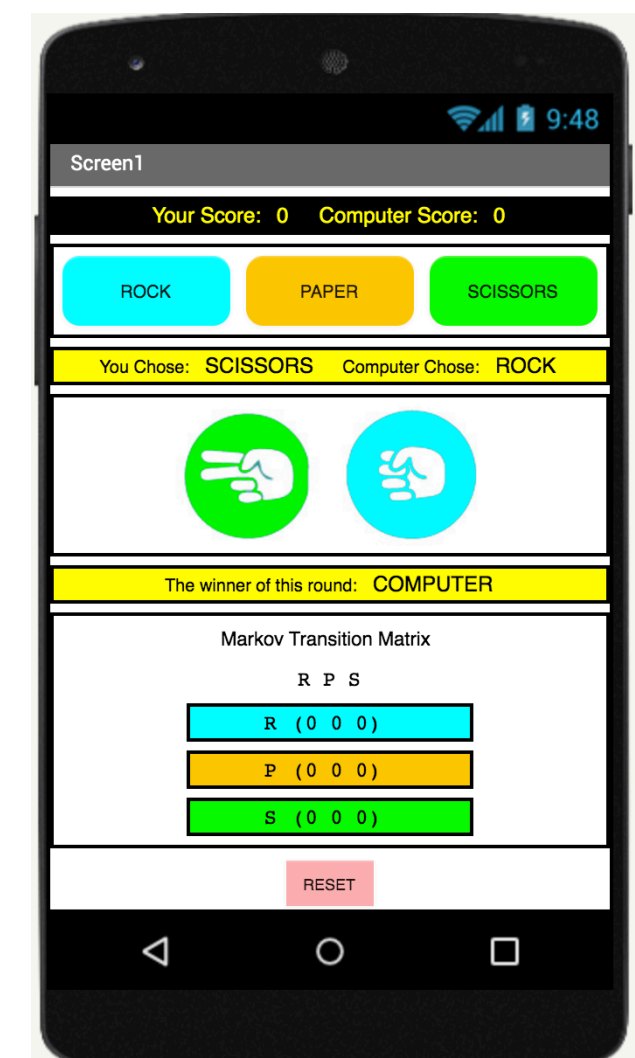 9:48
Screen1
Your Score: 0 Computer Score: 0
ROCK PAPER SCISSORS
You Chose: SCISSORS Computer Chose: ROCK
The winner of this round: COMPUTER
Markov Transition Matrix
R P S
R (0 0 0)
P (0 0 0)
S (0 0 0)
RESET